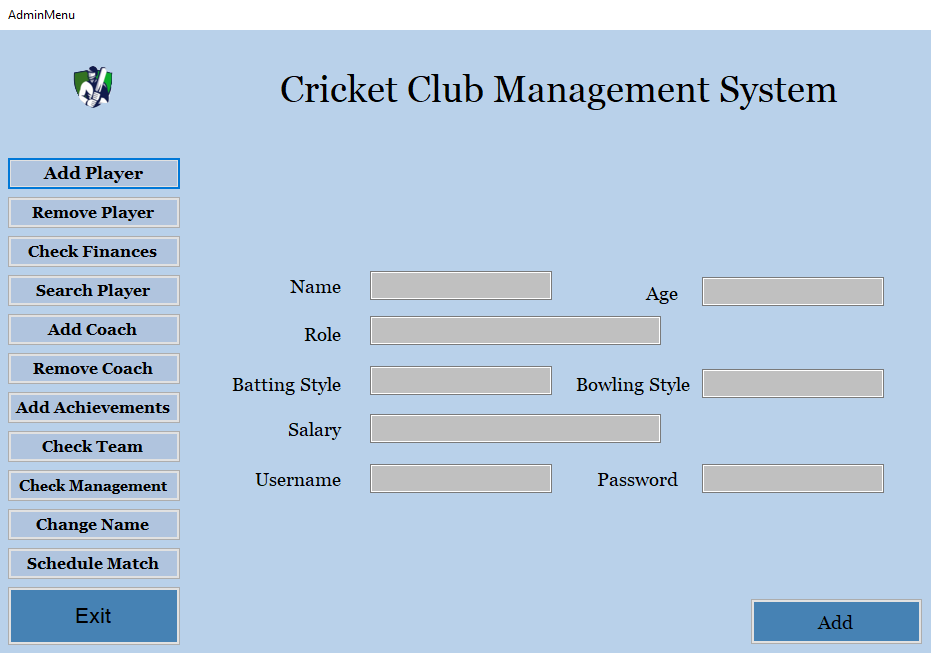 AdminMenu
Cricket Club Management System
Add Player
Remove Player
Check Finances
Search Player
Add Coach
Remove Coach
Add Achievements
Check Team
Check Management
Change Name
Schedule Match
Exit
Name
Age
Role
Batting Style
Bowling Style
Salary
Username
Password
Add